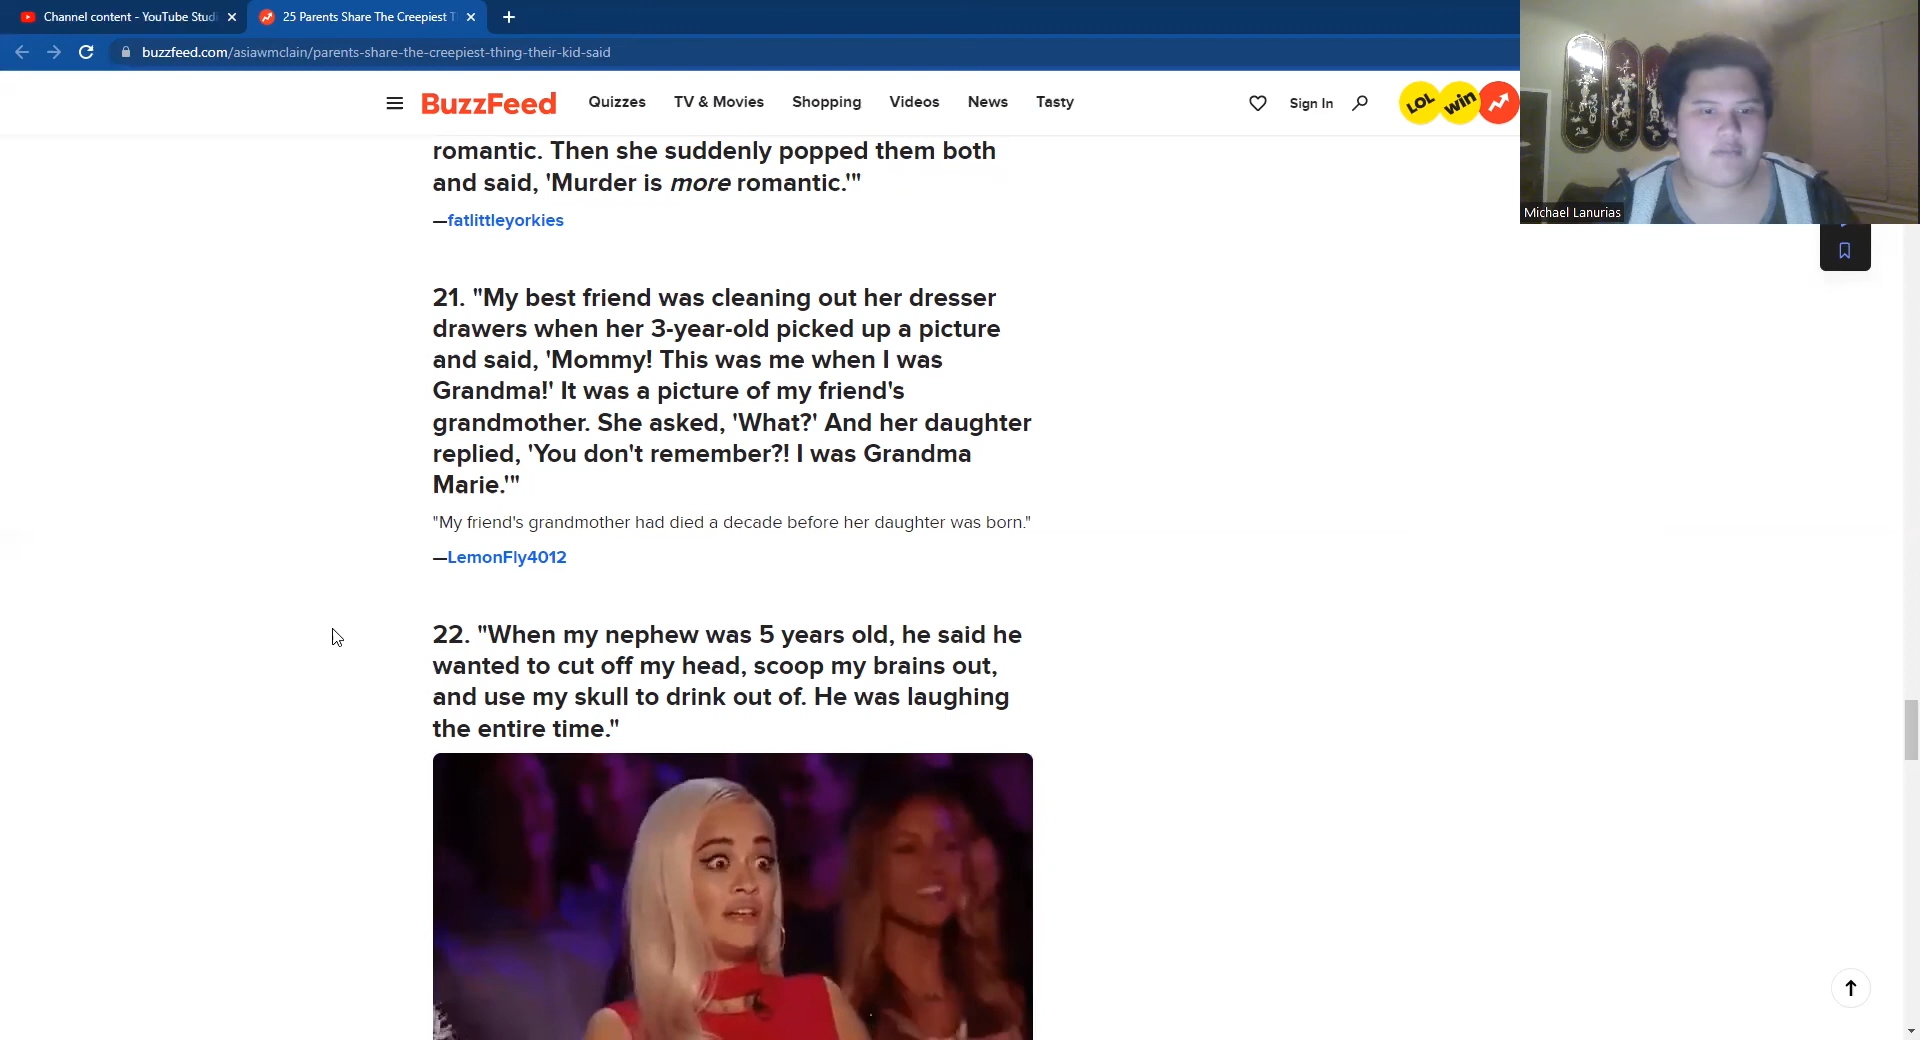 Channel content - YouTube Studi
25 Parents Share The Creepiest T
buzzfeed.com/asiawmclain/parents-share-the-creepiest-thing-their-kid-said
BuzzFeed
Quizzes
TV & Movies
Shopping
Videos
News
Tasty
Sign In
LOL
win
Michael Lanurias
romantic. Then she suddenly popped them both
and said, 'Murder is more romantic.'"
—fatlittleyorkies
21. "My best friend was cleaning out her dresser
drawers when her 3-year-old picked up a picture
and said, 'Mommy! This was me when I was
Grandma!' It was a picture of my friend's
grandmother. She asked, 'What?' And her daughter
replied, 'You don't remember?! I was Grandma
Marie.'"
"My friend's grandmother had died a decade before her daughter was born."
—LemonFly4012
22. "When my nephew was 5 years old, he said he
wanted to cut off my head, scoop my brains out,
and use my skull to drink out of. He was laughing
the entire time."